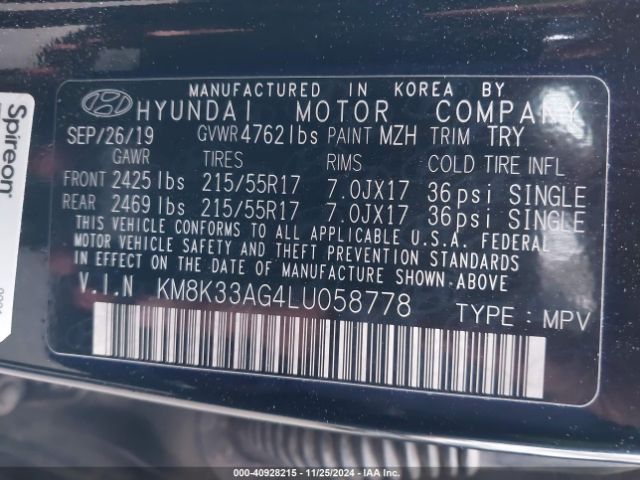 MANUFACTURED IN KOREA BY
HYUNDAI MOTOR COMPANY
SEP/26/19 GVWR 4762 lbs PAINT MZH TRIM TRY
GAWR TIRES RIMS COLD TIRE INFL
FRONT 2425 lbs 215/55R17 7.0JX17 36 psi SINGLE
REAR 2469 lbs 215/55R17 7.0JX17 36 psi SINGLE
THIS VEHICLE CONFORMS TO ALL APPLICABLE U.S.A. FEDERAL
MOTOR VEHICLE SAFETY AND THEFT PREVENTION STANDARDS
IN EFFECT ON THE DATE OF MANUFACTURE SHOWN ABOVE
V.I.N KM8K33AG4LU058778 TYPE : MPV
Spireon
000-40928215 - 11/25/2024 - IAA Inc.